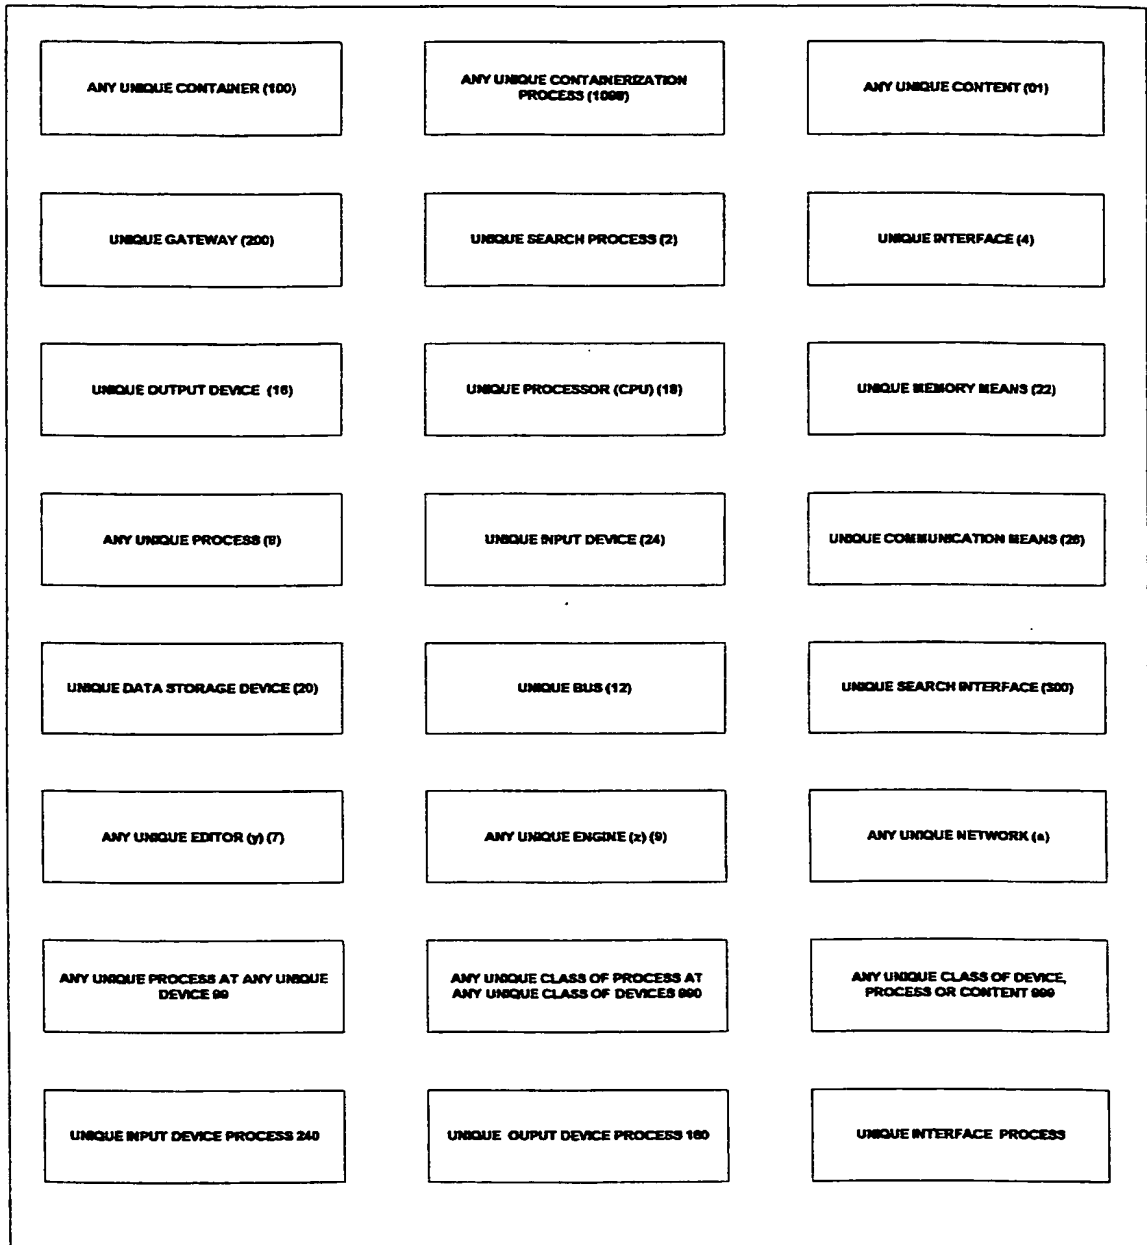 ANY UNIQUE CONTAINER (100)
ANY UNIQUE CONTAINERIZATION
PROCESS (1098)
ANY UNIQUE CONTENT (01)
UNIQUE GATEWAY (200)
UNIQUE SEARCH PROCESS (2)
UNIQUE INTERFACE (4)
UNIQUE OUTPUT DEVICE (16)
UNIQUE PROCESSOR (CPU) (18)
UNIQUE MEMORY MEANS (22)
ANY UNIQUE PROCESS
UNIQUE INPUT DEVICE (24)
UNIQUE COMMUNICATION MEANS (26)
UNIQUE DATA STORAGE DEVICE (20)
UNIQUE BUS (12)
UNIQUE SEARCH INTERFACE (300)
ANY UNIQUE EDITOR (y) (7)
ANY UNIQUE ENGINE (z) (9)
ANY UNIQUE NETWORK (a)
ANY UNIQUE PROCESS AT ANY UNIQUE
DEVICE 99
ANY UNIQUE CLASS OF PROCESS AT
ANY UNIQUE CLASS OF DEVICES 990
ANY UNIQUE CLASS OF DEVICE,
PROCESS OR CONTENT 999
UNIQUE INPUT DEVICE PROCESS 240
UNIQUE OUPUT DEVICE PROCESS 160
UNIQUE INTERFACE PROCESS